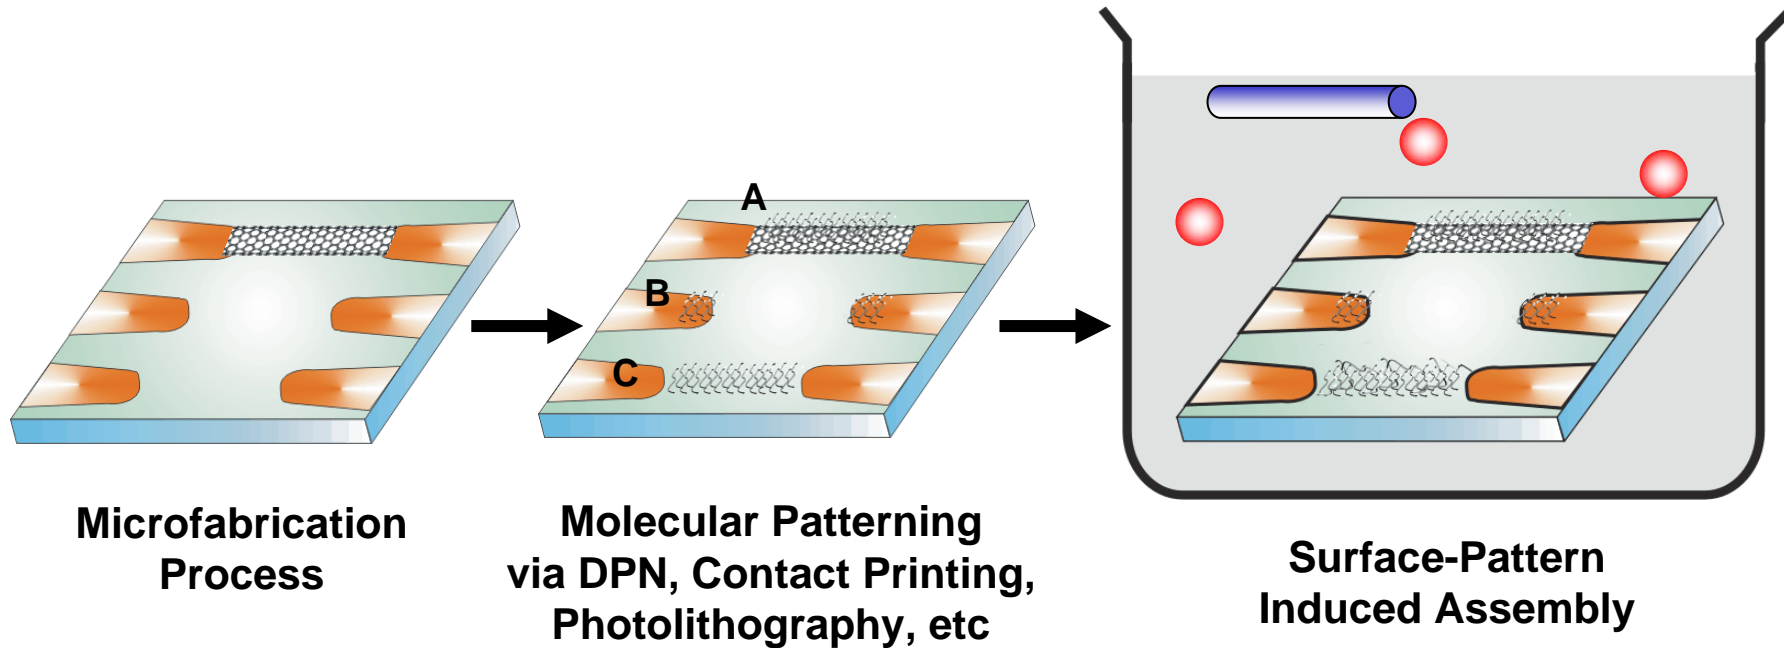 A
B
C
Microfabrication
Process
Molecular Patterning
via DPN, Contact Printing,
Photolithography, etc
Surface-Pattern
Induced Assembly